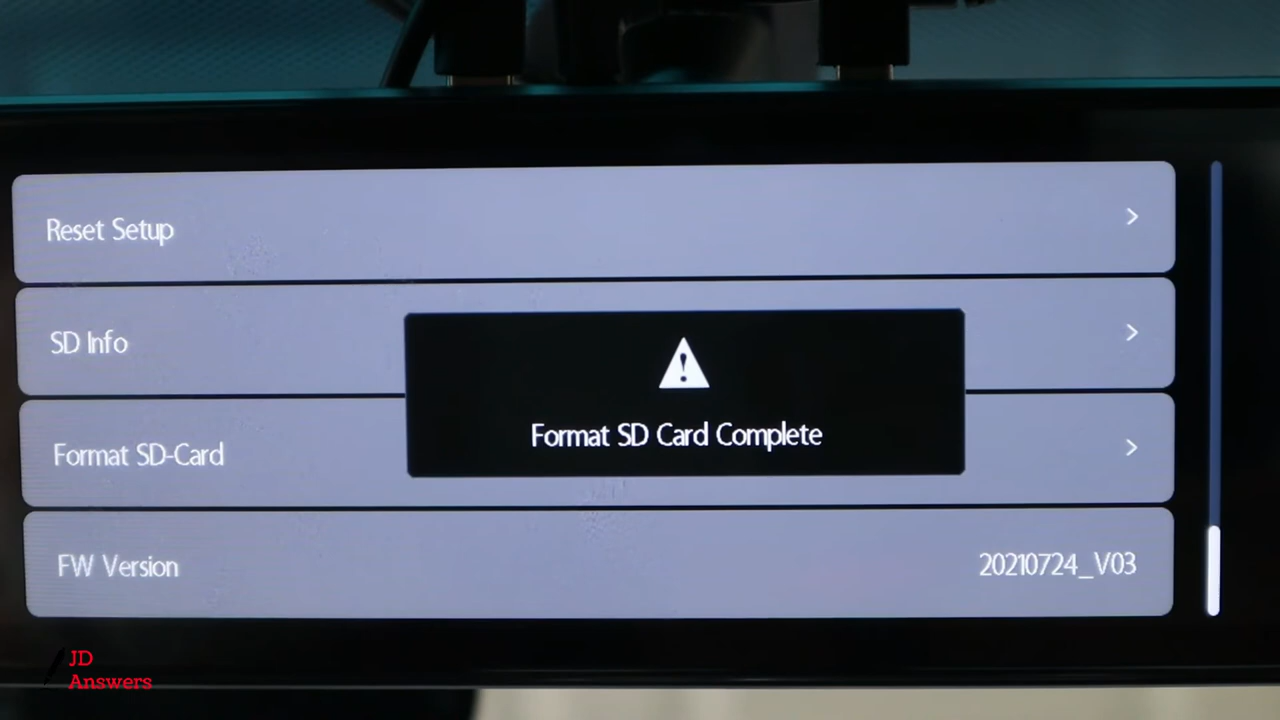 Reset Setup
SD Info
Format SD Card Complete
Format SD-Card
FW Version
20210724_V03
JD
Answers